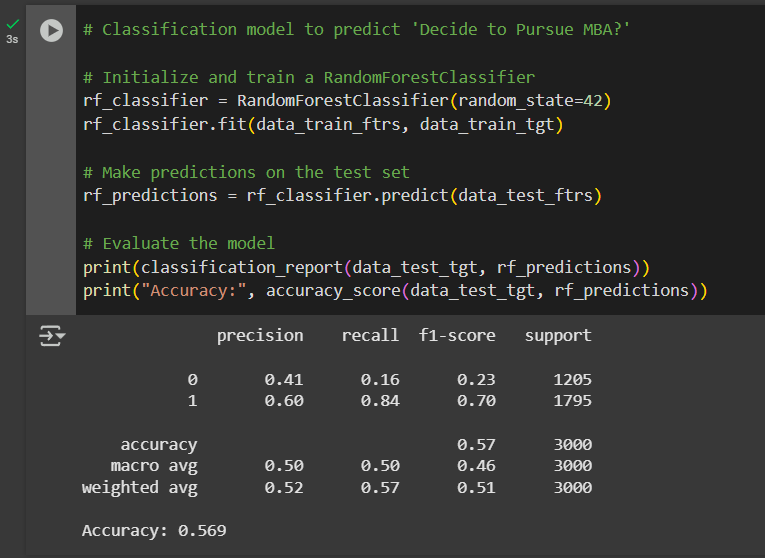 3s
# Classification model to predict 'Decide to Pursue MBA?'
# Initialize and train a RandomForestClassifier
rf_classifier = RandomForestClassifier(random_state=42)
rf_classifier.fit(data_train_ftrs, data_train_tgt)
# Make predictions on the test set
rf_predictions = rf_classifier.predict(data_test_ftrs)
# Evaluate the model
print(classification_report(data_test_tgt, rf_predictions))
print("Accuracy:", accuracy_score(data_test_tgt, rf_predictions))
precision recall f1-score support
0 0.41 0.16 0.23 1205
1 0.60 0.84 0.70 1795
accuracy 0.57 3000
macro avg 0.50 0.50 0.46 3000
weighted avg 0.52 0.57 0.51 3000
Accuracy: 0.569